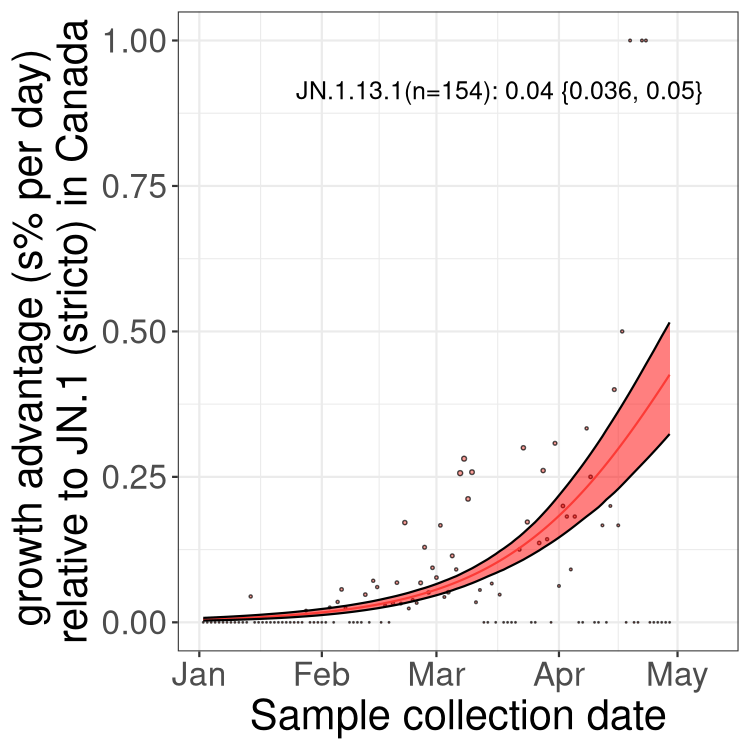 growth advantage (s% per day)
relative to JN.1 (stricto) in Canada
1.00
0.75
0.50
0.25
0.00
JN.1.13.1(n=154): 0.04 {0.036, 0.05}
Jan Feb Mar Apr May
Sample collection date